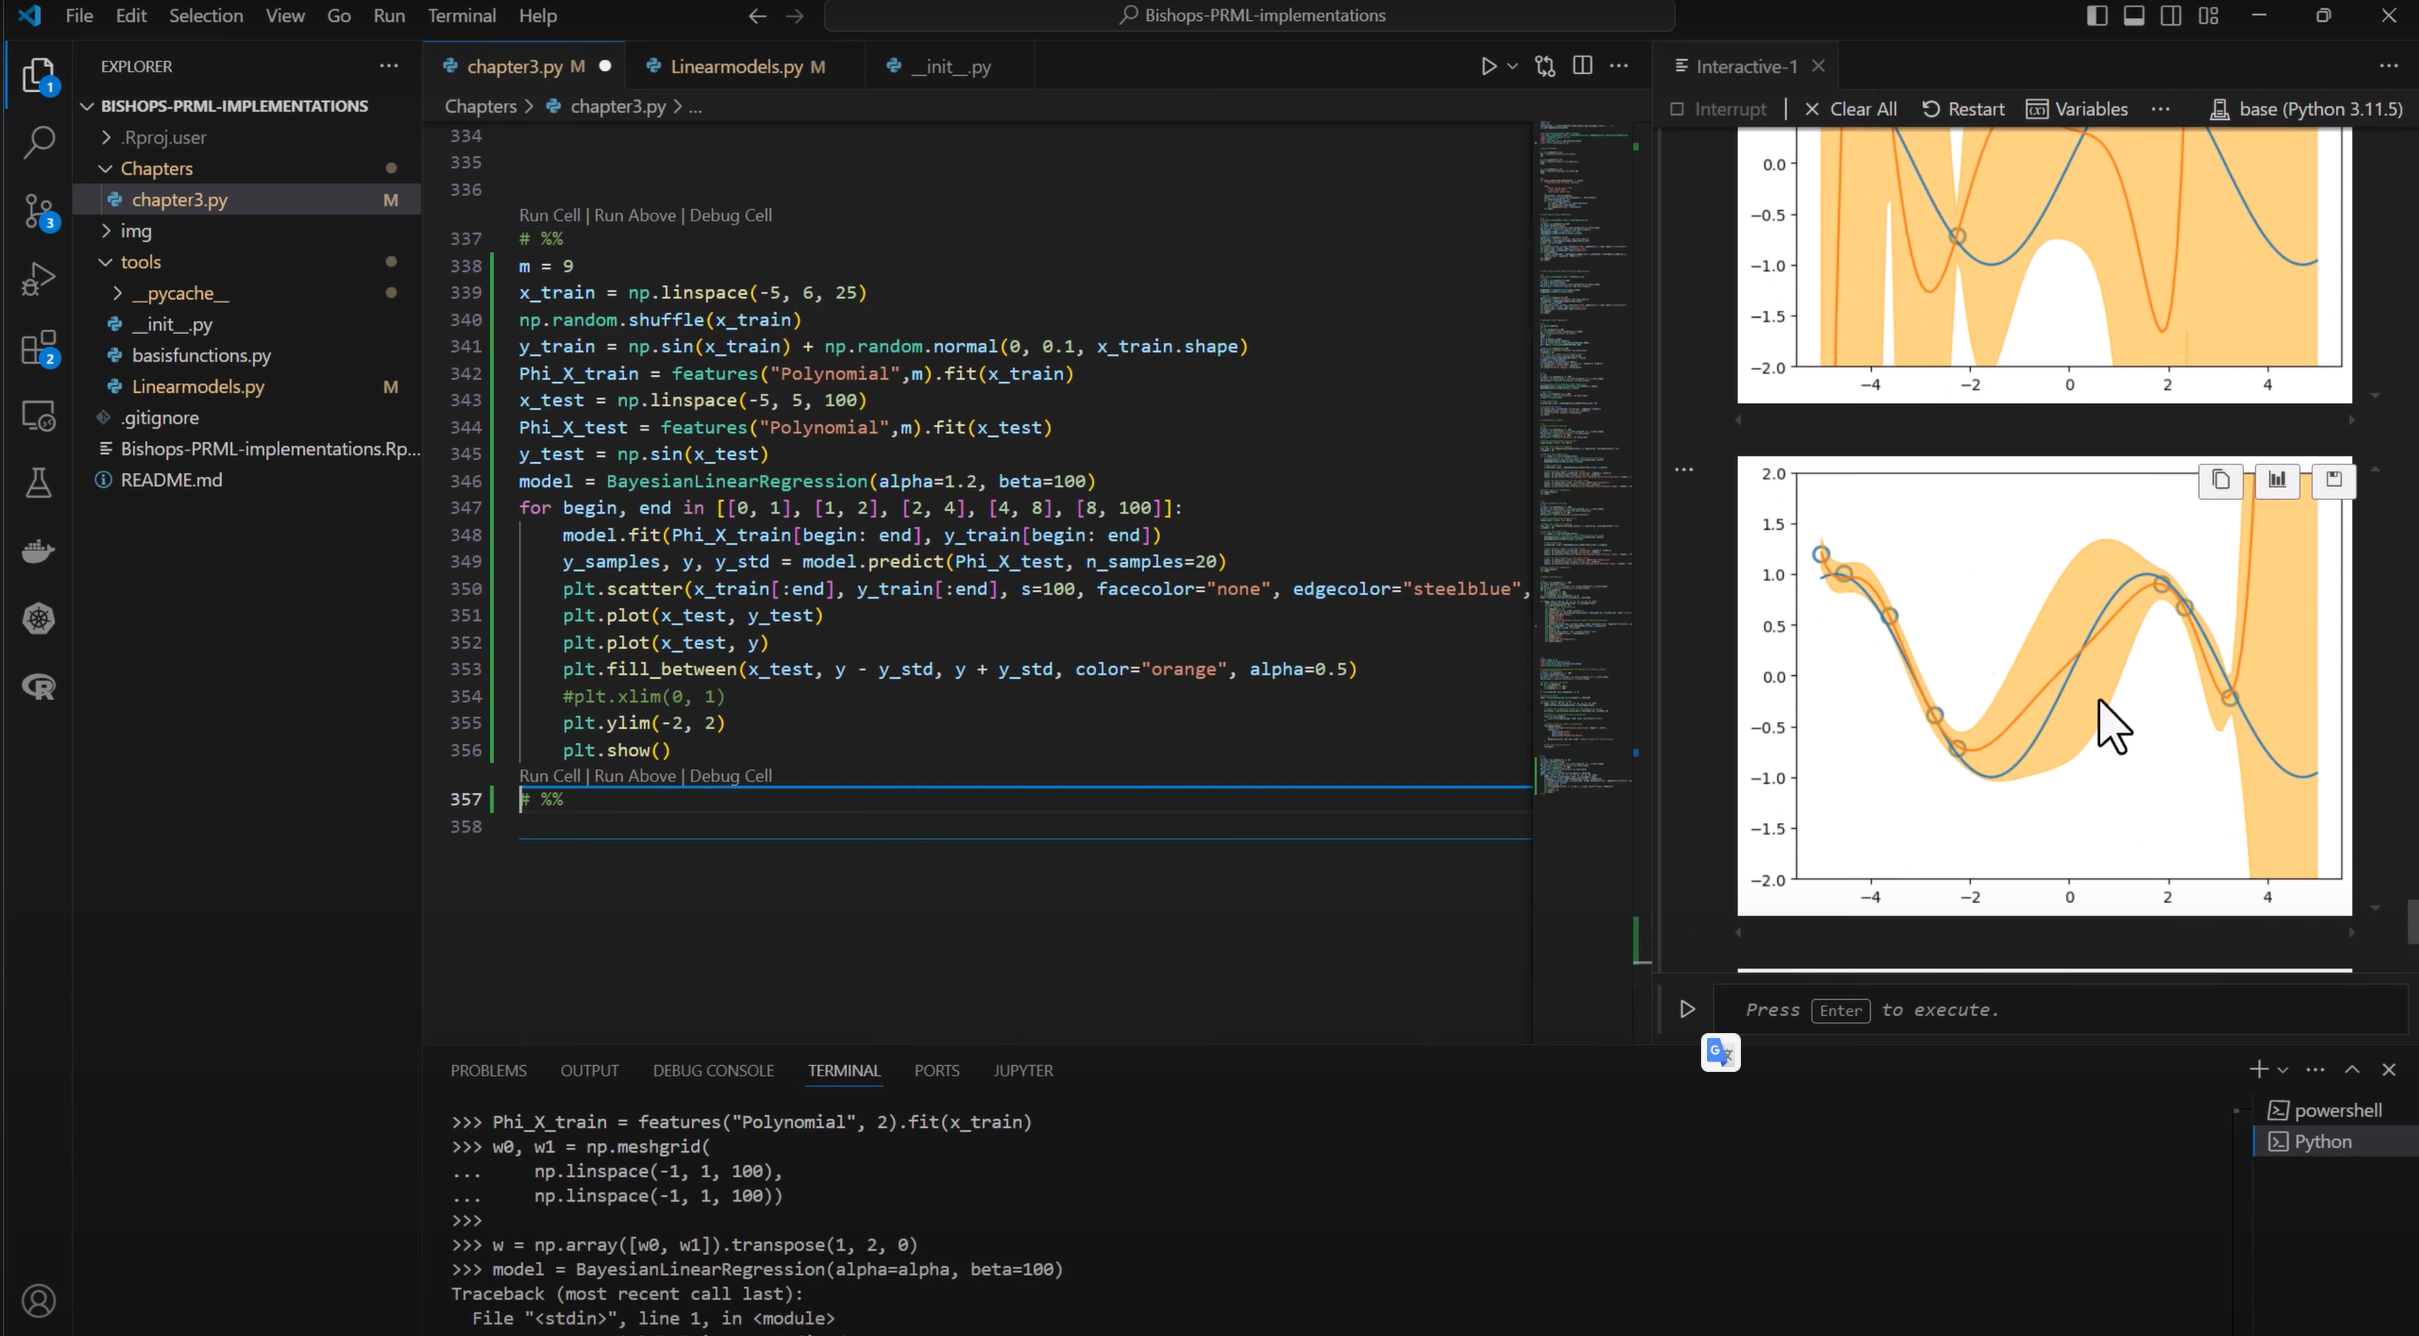 File Edit Selection View Go Run Terminal Help
Bishops-PRML-implementations
EXPLORER
BISHOPS-PRML-IMPLEMENTATIONS
.Rproj.user
Chapters
chapter3.py M
img
tools
__pycache__
__init__.py
basisfunctions.py
Linearmodels.py M
.gitignore
Bishops-PRML-implementations.Rp...
README.md
1
3
2
chapter3.py M
Linearmodels.py M
__init__.py
Chapters > chapter3.py > ...
334
335
336
Run Cell | Run Above | Debug Cell
337 # %%
338 m = 9
339 x_train = np.linspace(-5, 6, 25)
340 np.random.shuffle(x_train)
341 y_train = np.sin(x_train) + np.random.normal(0, 0.1, x_train.shape)
342 Phi_X_train = features("Polynomial",m).fit(x_train)
343 x_test = np.linspace(-5, 5, 100)
344 Phi_X_test = features("Polynomial",m).fit(x_test)
345 y_test = np.sin(x_test)
346 model = BayesianLinearRegression(alpha=1.2, beta=100)
347 for begin, end in [[0, 1], [1, 2], [2, 4], [4, 8], [8, 100]]:
348 model.fit(Phi_X_train[begin: end], y_train[begin: end])
349 y_samples, y, y_std = model.predict(Phi_X_test, n_samples=20)
350 plt.scatter(x_train[:end], y_train[:end], s=100, facecolor="none", edgecolor="steelblue",
351 plt.plot(x_test, y_test)
352 plt.plot(x_test, y)
353 plt.fill_between(x_test, y - y_std, y + y_std, color="orange", alpha=0.5)
354 #plt.xlim(0, 1)
355 plt.ylim(-2, 2)
356 plt.show()
Run Cell | Run Above | Debug Cell
357 # %%
358
Interactive-1
Interrupt | Clear All Restart Variables ... base (Python 3.11.5)
0.0
−0.5
−1.0
−1.5
−2.0
−4 −2 0 2 4
2.0
1.5
1.0
0.5
0.0
−0.5
−1.0
−1.5
−2.0
−4 −2 0 2 4
Press Enter to execute.
PROBLEMS OUTPUT DEBUG CONSOLE TERMINAL PORTS JUPYTER
>>> Phi_X_train = features("Polynomial", 2).fit(x_train)
>>> w0, w1 = np.meshgrid(
... np.linspace(-1, 1, 100),
... np.linspace(-1, 1, 100))
>>>
>>> w = np.array([w0, w1]).transpose(1, 2, 0)
>>> model = BayesianLinearRegression(alpha=alpha, beta=100)
Traceback (most recent call last):
File "<stdin>", line 1, in <module>
powershell
Python